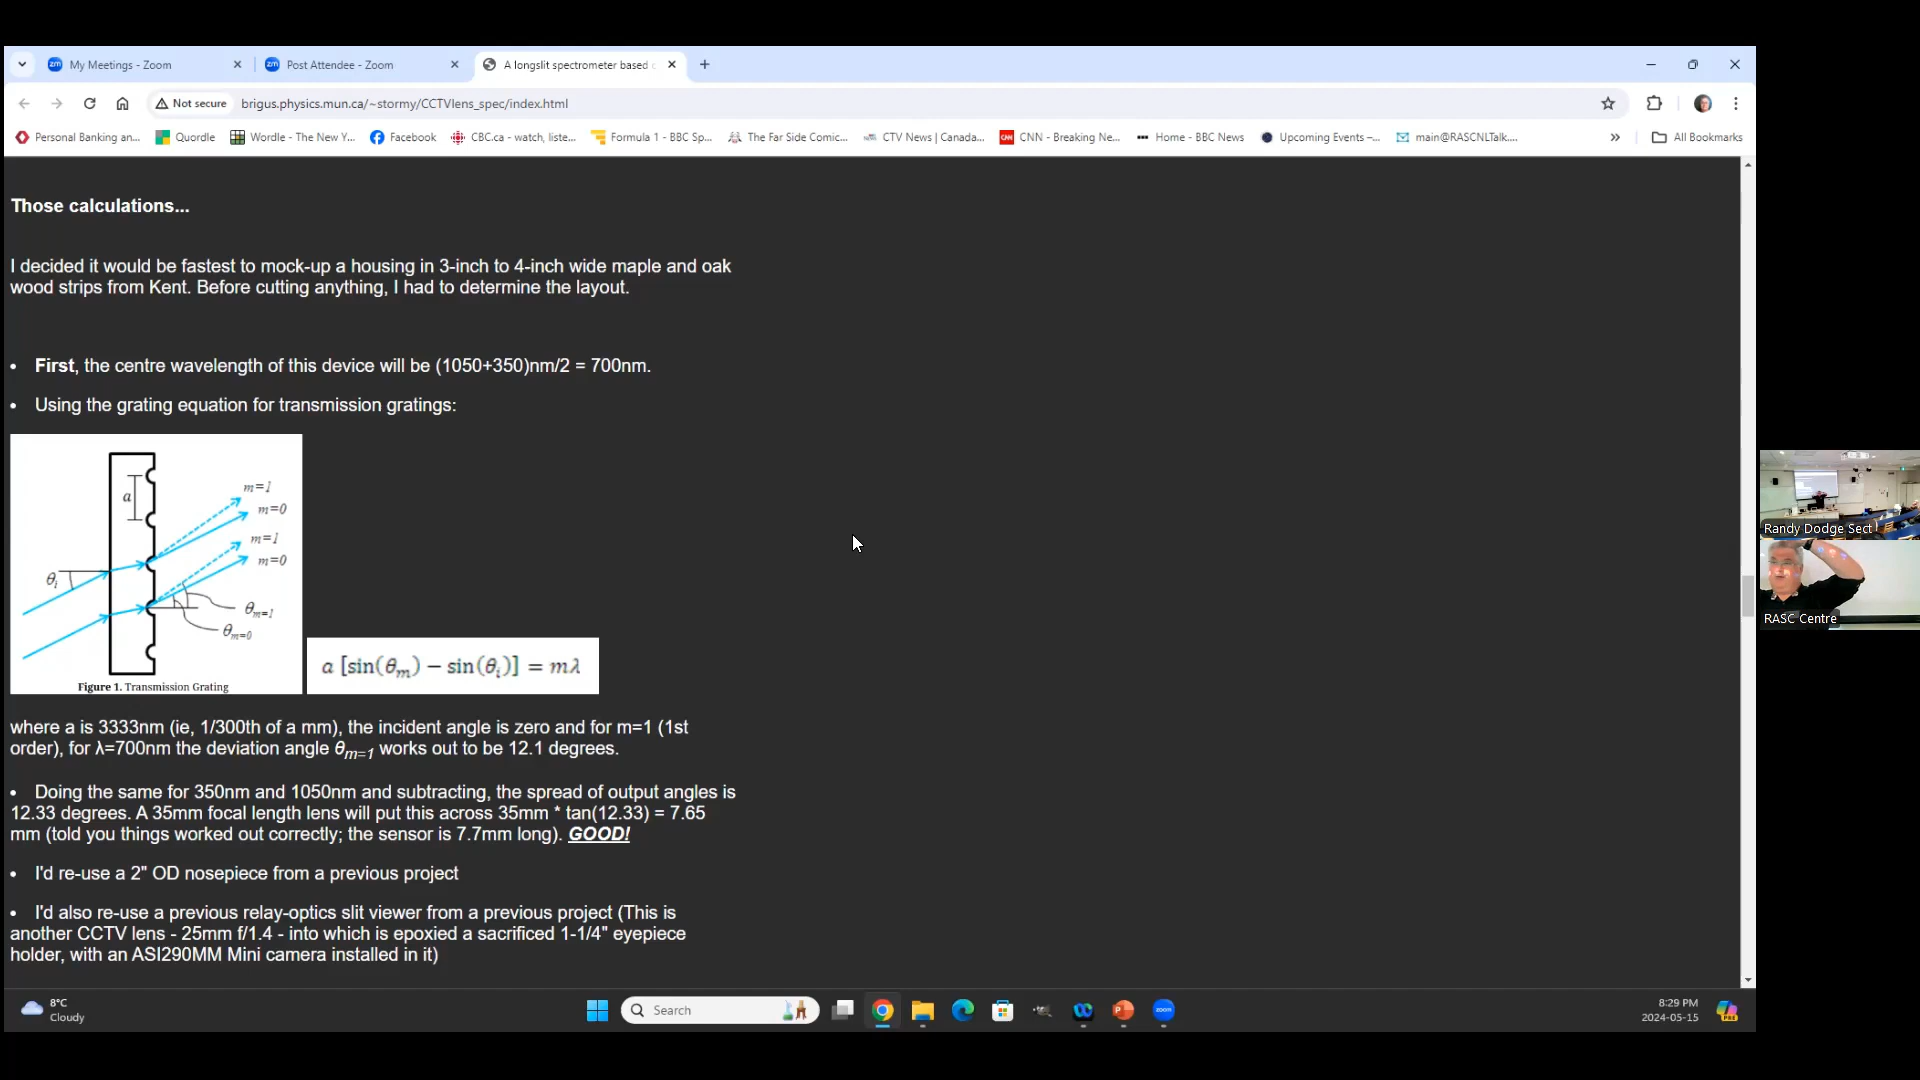 My Meetings - Zoom
Post Attendee - Zoom
A longslit spectrometer based
Not secure
brigus.physics.mun.ca/~stormy/CCTVlens_spec/index.html
Personal Banking an...
Quordle
Wordle - The New Y...
Facebook
CBC.ca - watch, liste...
Formula 1 - BBC Sp...
The Far Side Comic...
CTV News | Canada...
CNN - Breaking Ne...
Home - BBC News
Upcoming Events –...
main@RASCNLTalk....
All Bookmarks
Those calculations...
I decided it would be fastest to mock-up a housing in 3-inch to 4-inch wide maple and oak
wood strips from Kent. Before cutting anything, I had to determine the layout.
• First, the centre wavelength of this device will be (1050+350)nm/2 = 700nm.
• Using the grating equation for transmission gratings:
a
m=1
m=0
m=1
m=0
θi
θm=1
θm=0
Figure 1. Transmission Grating
a [sin(θm) − sin(θi)] = mλ
where a is 3333nm (ie, 1/300th of a mm), the incident angle is zero and for m=1 (1st
order), for λ=700nm the deviation angle θm=1 works out to be 12.1 degrees.
• Doing the same for 350nm and 1050nm and subtracting, the spread of output angles is
12.33 degrees. A 35mm focal length lens will put this across 35mm * tan(12.33) = 7.65
mm (told you things worked out correctly; the sensor is 7.7mm long). GOOD!
• I'd re-use a 2" OD nosepiece from a previous project
• I'd also re-use a previous relay-optics slit viewer from a previous project (This is
another CCTV lens - 25mm f/1.4 - into which is epoxied a sacrificed 1-1/4" eyepiece
holder, with an ASI290MM Mini camera installed in it)
Randy Dodge Sect
RASC Centre
8°C
Cloudy
Search
8:29 PM
2024-05-15